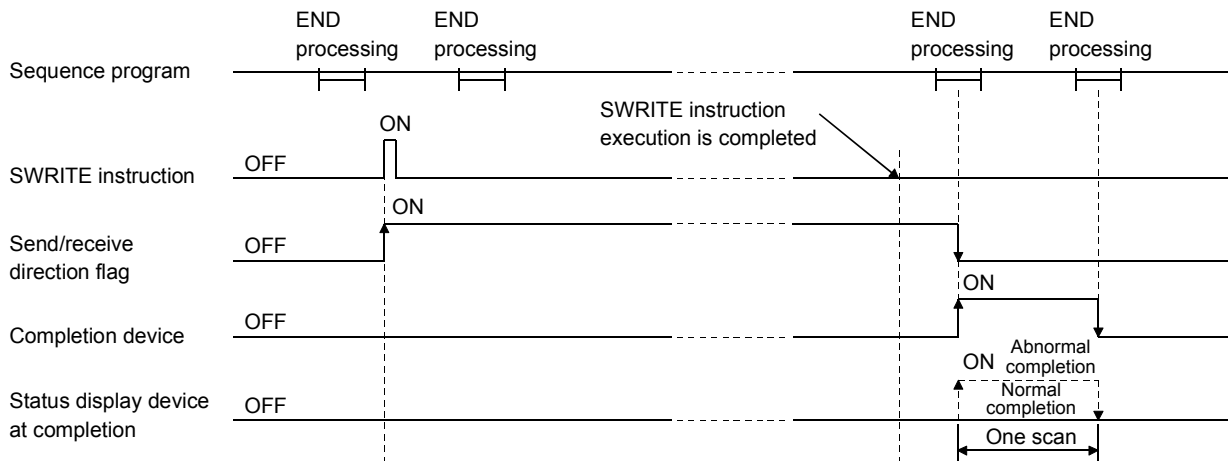 END
processing
END
processing
END
processing
END
processing
Sequence program
SWRITE instruction
execution is completed
ON
OFF
SWRITE instruction
ON
OFF
Send/receive
direction flag
ON
OFF
Completion device
ON
Abnormal
completion
Normal
completion
OFF
Status display device
at completion
One scan